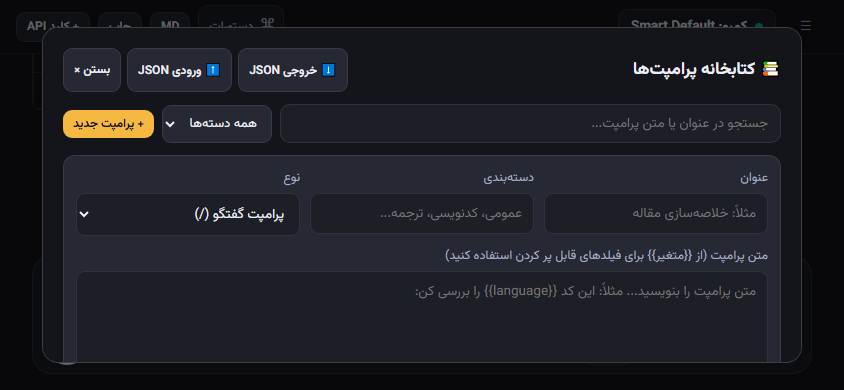 کمبو: Smart Default
⌘ دستورات
MD
چاپ
+ کلید API
📚 کتابخانه پرامپت‌ها
⬇ خروجی JSON
⬆ ورودی JSON
بستن ×
جستجو در عنوان یا متن پرامپت...
همه دسته‌ها
+ پرامپت جدید
عنوان
دسته‌بندی
نوع
مثلاً: خلاصه‌سازی مقاله
عمومی، کدنویسی، ترجمه...
پرامپت گفتگو (/)
متن پرامپت (از {{متغیر}} برای فیلدهای قابل پر کردن استفاده کنید)
متن پرامپت را بنویسید... مثلاً: این کد {{language}} را بررسی کن: